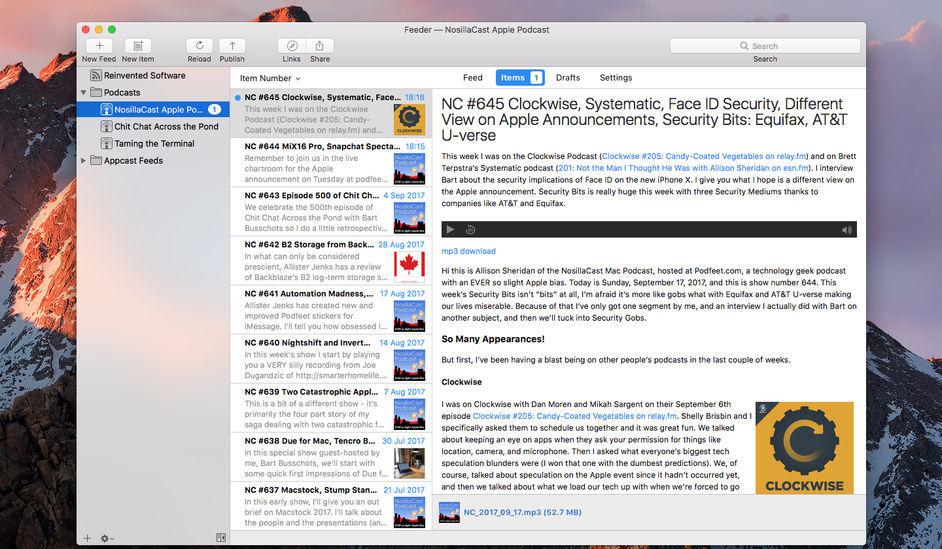 Feeder — NosillaCast Apple Podcast
New Feed
New Item
Reload
Publish
Links
Share
Search
Search
Reinvented Software
Podcasts
NosillaCast Apple Po... 1
Chit Chat Across the Pond
Taming the Terminal
Appcast Feeds
Item Number
Feed
Items 1
Drafts
Settings
NC #645 Clockwise, Systematic, Face... 18:18
This week I was on the Clockwise
Podcast (Clockwise #205: Candy-
Coated Vegetables on relay.fm) and...
CLOCKWISE
NC #644 MiX16 Pro, Snapchat Specta... 18:15
Remember to join us in the live
chatroom for the Apple
announcement on Tuesday at podfee...
NC #643 Episode 500 of Chit Ch... 4 Sep 2017
We celebrate the 500th episode of
Chit Chat Across the Pond with Bart
Busschots so I do a little retrospectiv...
NC #642 B2 Storage from Back... 28 Aug 2017
In what can only be considered
prescient, Allister Jenks has a review
of Backblaze's B2 log-term storage s...
NC #641 Automation Madness,... 17 Aug 2017
Allister Jenks has created new and
improved Podfeet stickers for
iMessage. I'll tell you how obsessed I...
NC #640 Nightshift and Invert... 14 Aug 2017
In this week's show I start by playing
you a VERY silly recording from Joe
Dugandzic of http://smarterhomelife....
NC #639 Two Catastrophic Appl... 7 Aug 2017
This is a bit of a different show - it's
primarily the four part story of my
saga dealing with two catastrophic f...
NC #638 Due for Mac, Tencro B... 30 Jul 2017
In this special show guest-hosted by
me, Bart Busschots, we'll start with
some quick first impressions of Due f...
NC #637 Macstock, Stump Stan... 21 Jul 2017
In this early show, I'll give you an out
brief on Macstock 2017. I'll talk about
the people and the presentations (an...
NC #645 Clockwise, Systematic, Face ID Security, Different
View on Apple Announcements, Security Bits: Equifax, AT&T
U-verse
This week I was on the Clockwise Podcast (Clockwise #205: Candy-Coated Vegetables on relay.fm) and on Brett
Terpstra's Systematic podcast (201: Not the Man I Thought He Was with Allison Sheridan on esn.fm). I interview
Bart about the security implications of Face ID on the new iPhone X. I give you what I hope is a different view on
the Apple announcement. Security Bits is really huge this week with three Security Mediums thanks to
companies like AT&T and Equifax.
mp3 download
Hi this is Allison Sheridan of the NosillaCast Mac Podcast, hosted at Podfeet.com, a technology geek podcast
with an EVER so slight Apple bias. Today is Sunday, September 17, 2017, and this is show number 644. This
week's Security Bits isn't "bits" at all, I'm afraid it's more like gobs what with Equifax and AT&T U-verse making
our lives miserable. Because of that I've only got one segment by me, and an interview I actually did with Bart on
another subject, and then we'll tuck into Security Gobs.
So Many Appearances!
But first, I've been having a blast being on other people's podcasts in the last couple of weeks.
Clockwise
I was on Clockwise with Dan Moren and Mikah Sargent on their September 6th
episode Clockwise #205: Candy-Coated Vegetables on relay.fm. Shelly Brisbin and I
specifically asked them to schedule us together and it was great fun. We talked
about keeping an eye on apps when they ask your permission for things like
location, camera, and microphone. Then I asked what everyone's biggest tech
speculation blunders were (I won that one with the dumbest predictions). We, of
course, talked about speculation on the Apple event since it hadn't occurred yet,
and then we talked about what we load our tech up with when we're forced to go
CLOCKWISE
NC_2017_09_17.mp3 (52.7 MB)